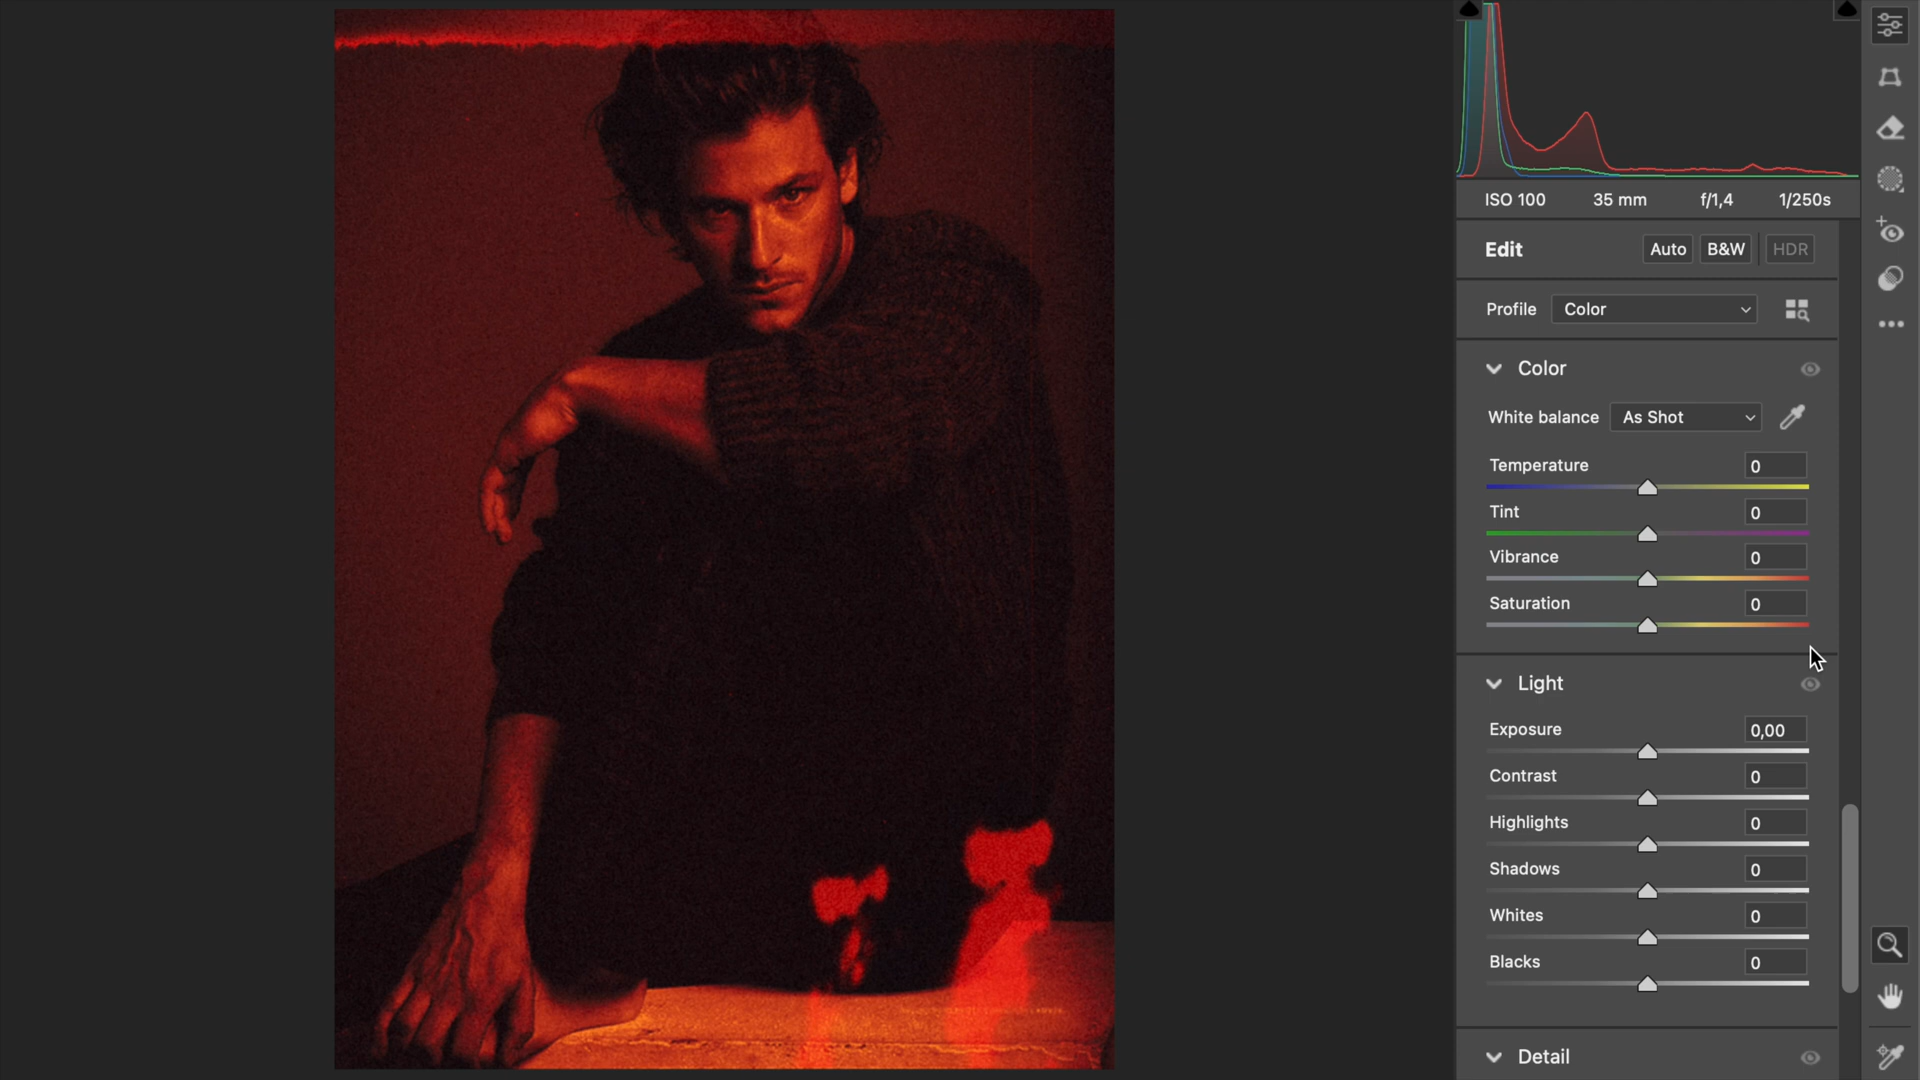 ISO 100 35 mm f/1,4 1/250s
Edit Auto B&W HDR
Profile Color
Color
White balance As Shot
Temperature 0
Tint 0
Vibrance 0
Saturation 0
Light
Exposure 0,00
Contrast 0
Highlights 0
Shadows 0
Whites 0
Blacks 0
Detail